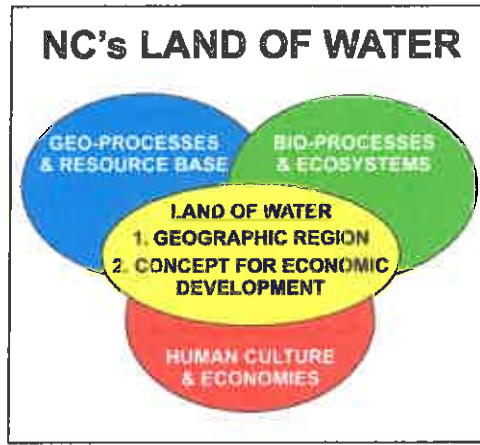 NC's LAND OF WATER
GEO-PROCESSES
& RESOURCE BASE
BIO-PROCESSES
& ECOSYSTEMS
LAND OF WATER
1. GEOGRAPHIC REGION
2. CONCEPT FOR ECONOMIC
DEVELOPMENT
HUMAN CULTURE
& ECONOMIES